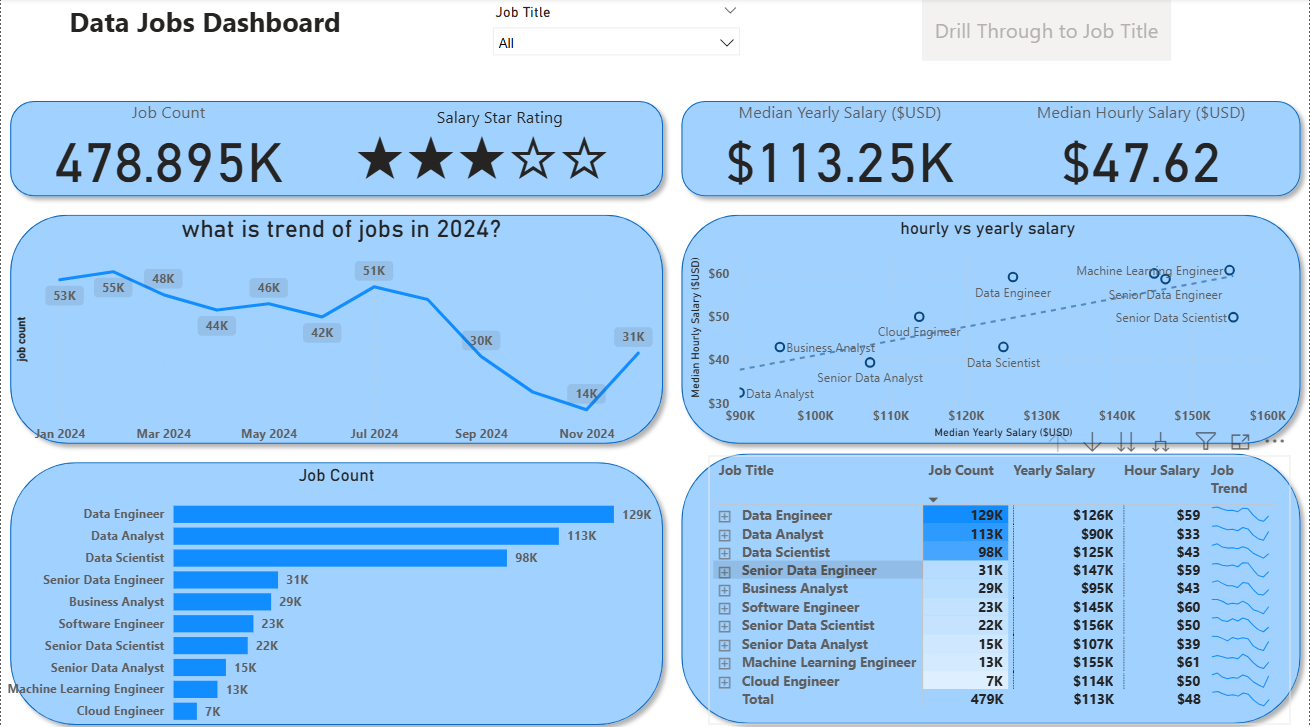 Data Jobs Dashboard
Job Title
All
Drill Through to Job Title
Job Count
478.895K
Salary Star Rating
★★★☆☆
Median Yearly Salary ($USD)
$113.25K
Median Hourly Salary ($USD)
$47.62
what is trend of jobs in 2024?
job count
53K
55K
48K
44K
46K
42K
51K
30K
14K
31K
Jan 2024
Mar 2024
May 2024
Jul 2024
Sep 2024
Nov 2024
hourly vs yearly salary
Median Hourly Salary ($USD)
$60
$50
$40
$30
Machine Learning Engineer
Data Engineer
Senior Data Engineer
Senior Data Scientist
Cloud Engineer
Business Analyst
Data Scientist
Senior Data Analyst
Data Analyst
$90K $100K $110K $120K $130K $140K $150K $160K
Median Yearly Salary ($USD)
Job Count
Data Engineer 129K
Data Analyst 113K
Data Scientist 98K
Senior Data Engineer 31K
Business Analyst 29K
Software Engineer 23K
Senior Data Scientist 22K
Senior Data Analyst 15K
Machine Learning Engineer 13K
Cloud Engineer 7K
Job Title Job Count Yearly Salary Hour Salary Job
Trend
Data Engineer 129K $126K $59
Data Analyst 113K $90K $33
Data Scientist 98K $125K $43
Senior Data Engineer 31K $147K $59
Business Analyst 29K $95K $43
Software Engineer 23K $145K $60
Senior Data Scientist 22K $156K $50
Senior Data Analyst 15K $107K $39
Machine Learning Engineer 13K $155K $61
Cloud Engineer 7K $114K $50
Total 479K $113K $48